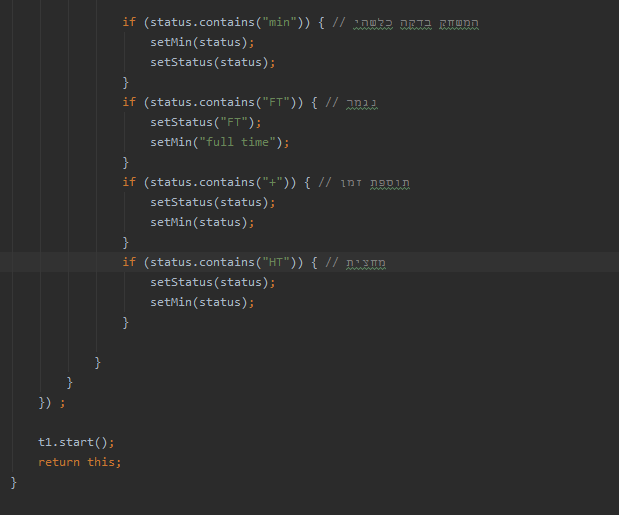 if (status.contains("min")) { // המשחק בדקה כלשהי
setMin(status);
setStatus(status);
}
if (status.contains("FT")) { // נגמר
setStatus("FT");
setMin("full time");
}
if (status.contains("+")) { // תוספת זמן
setStatus(status);
setMin(status);
}
if (status.contains("HT")) { // מחצית
setStatus(status);
setMin(status);
}
}
}
}) ;
t1.start();
return this;
}